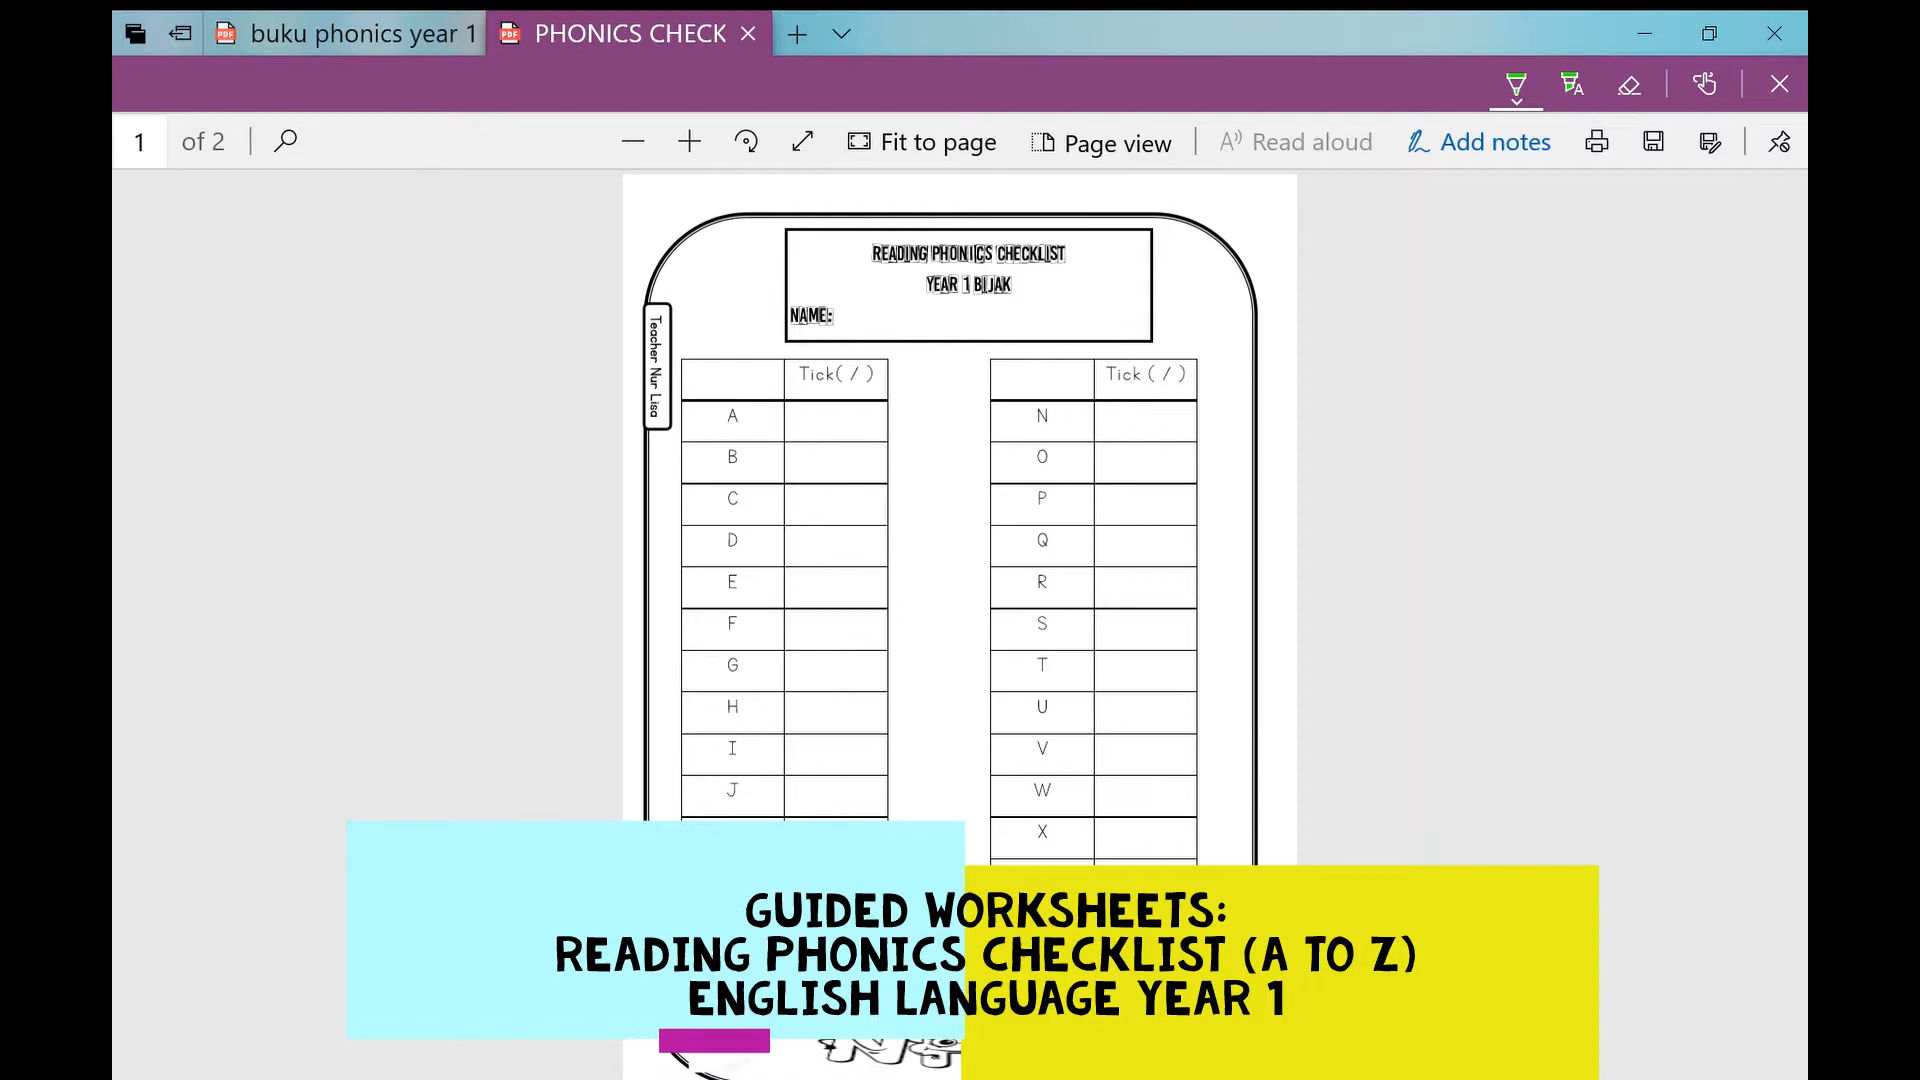 buku phonics year 1
PHONICS CHECK
1 of 2
Fit to page
Page view
Read aloud
Add notes
READING PHONICS CHECKLIST
YEAR 1 BIJAK
NAME:
Teacher Nur Lisa
Tick( / )
A
B
C
D
E
F
G
H
I
J
Tick ( / )
N
O
P
Q
R
S
T
U
V
W
X
GUIDED WORKSHEETS:
READING PHONICS CHECKLIST (A TO Z)
ENGLISH LANGUAGE YEAR 1